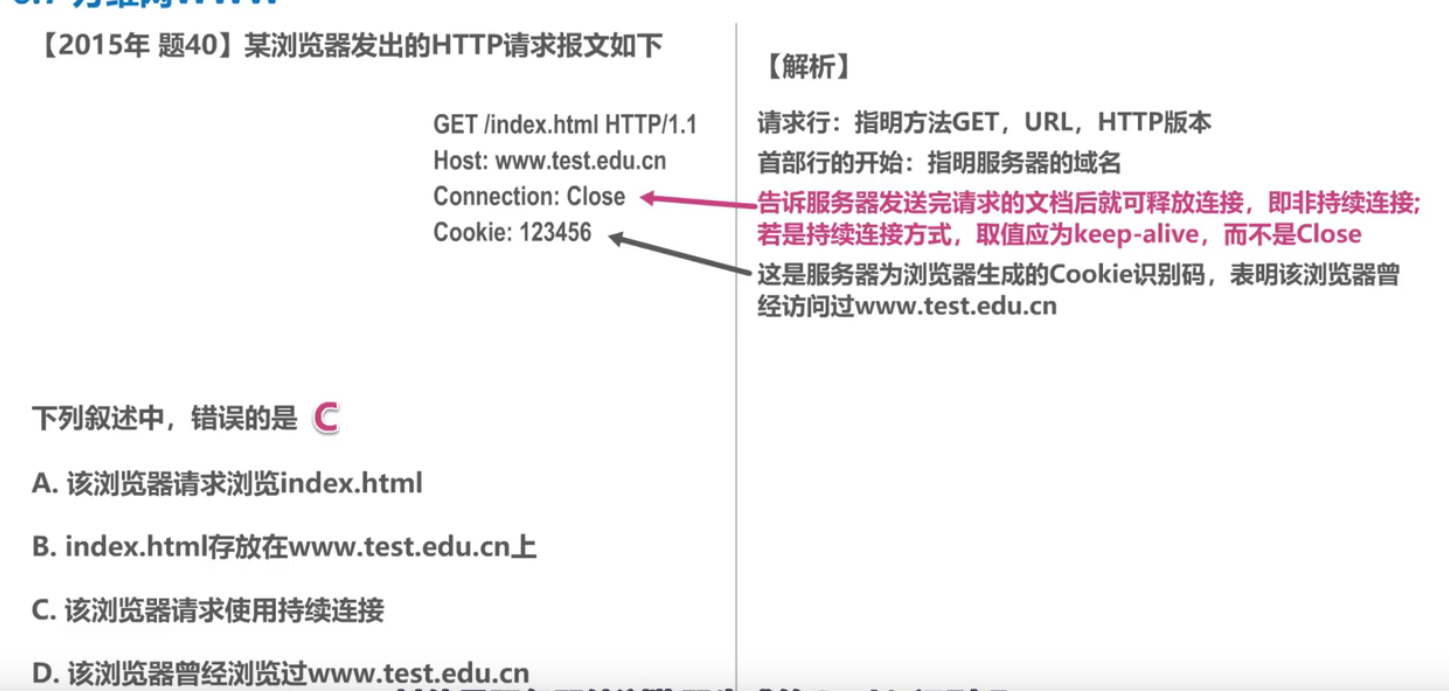 【2015年 题40】某浏览器发出的HTTP请求报文如下
GET /index.html HTTP/1.1
Host: www.test.edu.cn
Connection: Close
Cookie: 123456
下列叙述中，错误的是 C
A. 该浏览器请求浏览index.html
B. index.html存放在www.test.edu.cn上
C. 该浏览器请求使用持续连接
D. 该浏览器曾经浏览过www.test.edu.cn
【解析】
请求行：指明方法GET，URL，HTTP版本
首部行的开始：指明服务器的域名
告诉服务器发送完请求的文档后就可释放连接，即非持续连接;
若是持续连接方式，取值应为keep-alive，而不是Close
这是服务器为浏览器生成的Cookie识别码，表明该浏览器曾
经访问过www.test.edu.cn